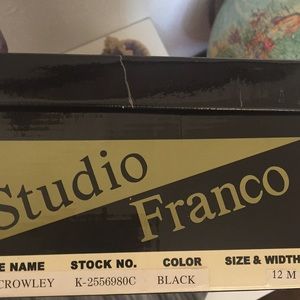 Studio
Franco
E NAME STOCK NO. COLOR SIZE & WIDTH
CROWLEY K-2556980C BLACK 12 M